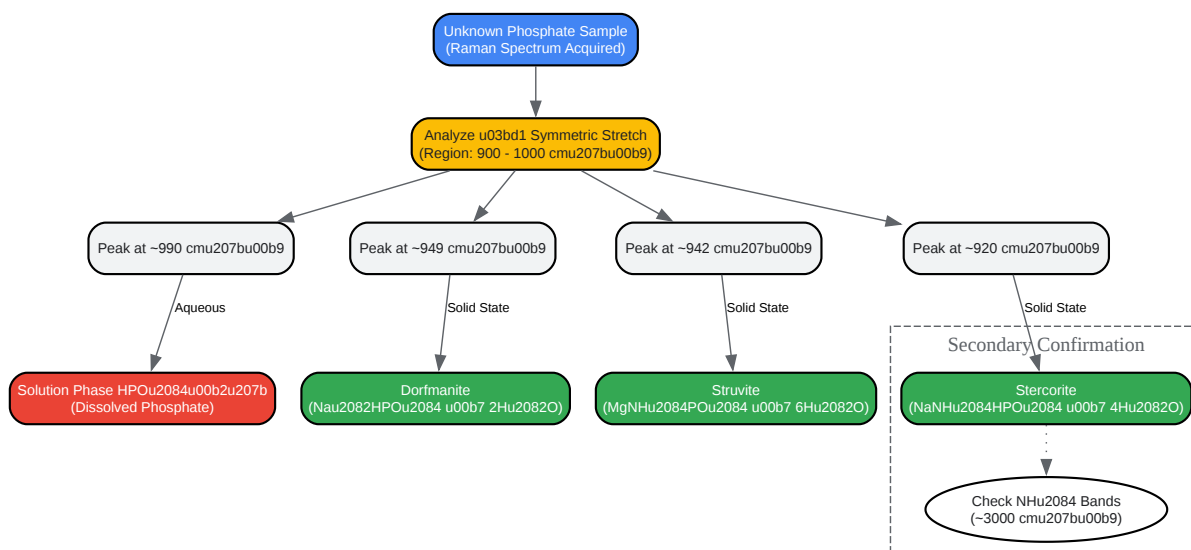 Unknown Phosphate Sample
(Raman Spectrum Acquired)
Analyze u03bd1 Symmetric Stretch
(Region: 900 - 1000 cmu207bu00b9)
Peak at ~990 cmu207bu00b9
Peak at ~949 cmu207bu00b9
Peak at ~942 cmu207bu00b9
Peak at ~920 cmu207bu00b9
Aqueous
Solid State
Solid State
Solid State
Secondary Confirmation
Solution Phase HPOu2084u00b2u207b
(Dissolved Phosphate)
Dorfmanite
(Nau2082HPOu2084 u00b7 2Hu2082O)
Struvite
(MgNHu2084POu2084 u00b7 6Hu2082O)
Stercorite
(NaNHu2084HPOu2084 u00b7 4Hu2082O)
Check NHu2084 Bands
(~3000 cmu207bu00b9)